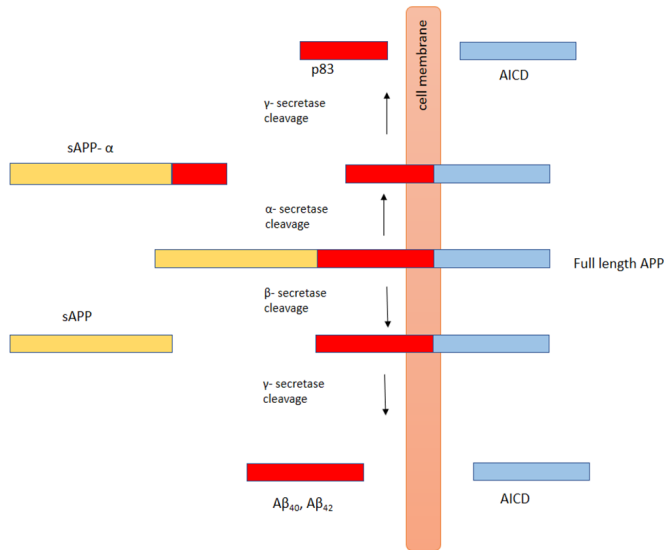 cell membrane
p83
AICD
γ- secretase
cleavage
sAPP- α
α- secretase
cleavage
Full length APP
β- secretase
cleavage
sAPP
γ- secretase
cleavage
Aβ₄₀, Aβ₄₂
AICD